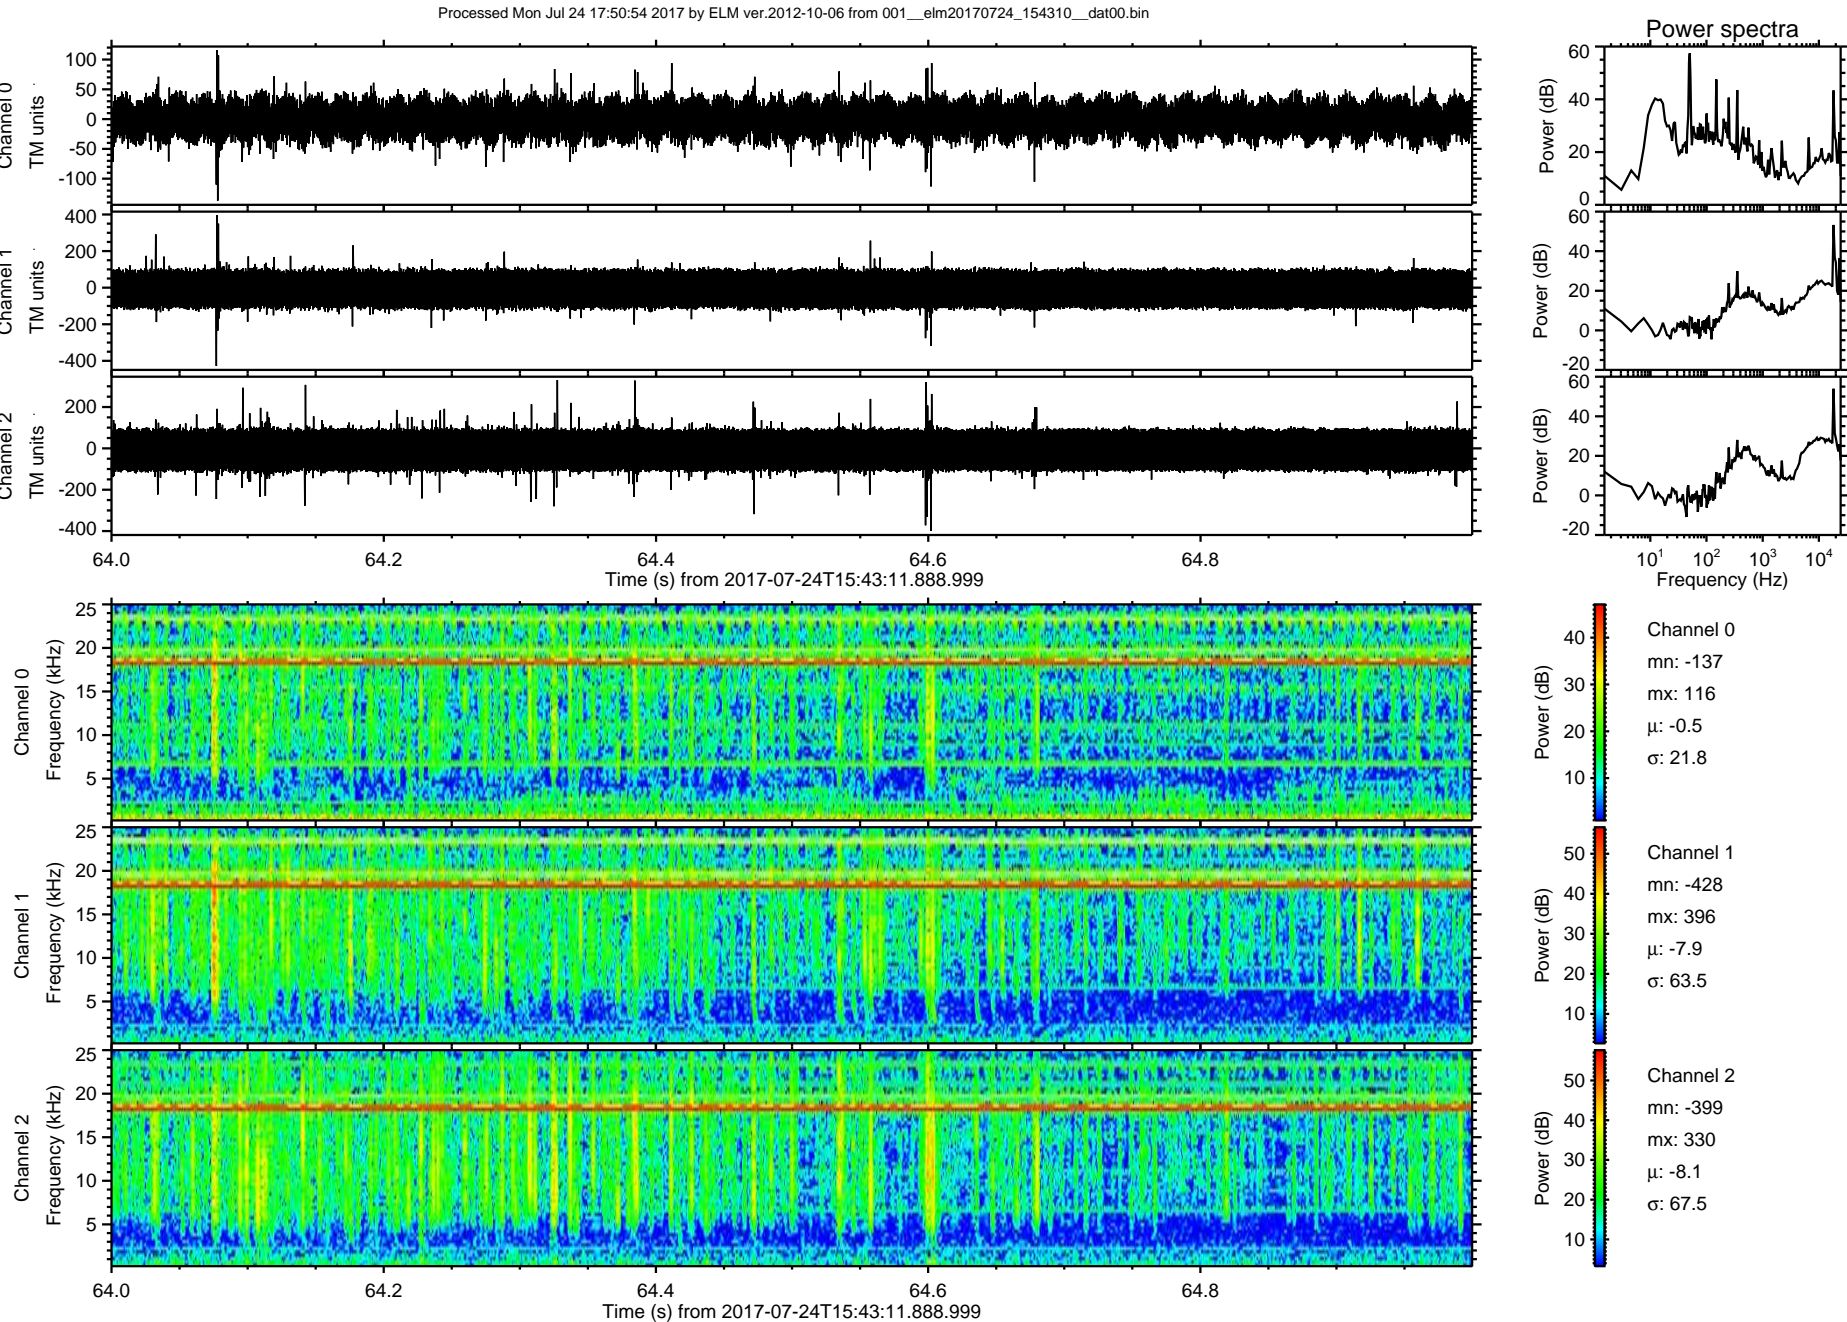 Processed Mon Jul 24 17:50:54 2017 by ELM ver.2012-10-06 from 001__elm20170724_154310__dat00.bin
Power spectra
Channel 0
TM units
100
50
0
-50
-100
Power (dB)
60
40
20
0
Channel 1
TM units
400
200
0
-200
-400
Power (dB)
60
40
20
0
-20
Channel 2
TM units
200
0
-200
-400
Power (dB)
60
40
20
0
-20
64.0 64.2 64.4 64.6 64.8
Time (s) from 2017-07-24T15:43:11.888.999
10^1 10^2 10^3 10^4
Frequency (Hz)
Channel 0
Frequency (kHz)
25
20
15
10
5
Power (dB)
40
30
20
10
Channel 0
mn: -137
mx: 116
μ: -0.5
σ: 21.8
Channel 1
Frequency (kHz)
25
20
15
10
5
Power (dB)
50
40
30
20
10
Channel 1
mn: -428
mx: 396
μ: -7.9
σ: 63.5
Channel 2
Frequency (kHz)
25
20
15
10
5
Power (dB)
50
40
30
20
10
Channel 2
mn: -399
mx: 330
μ: -8.1
σ: 67.5
64.0 64.2 64.4 64.6 64.8
Time (s) from 2017-07-24T15:43:11.888.999